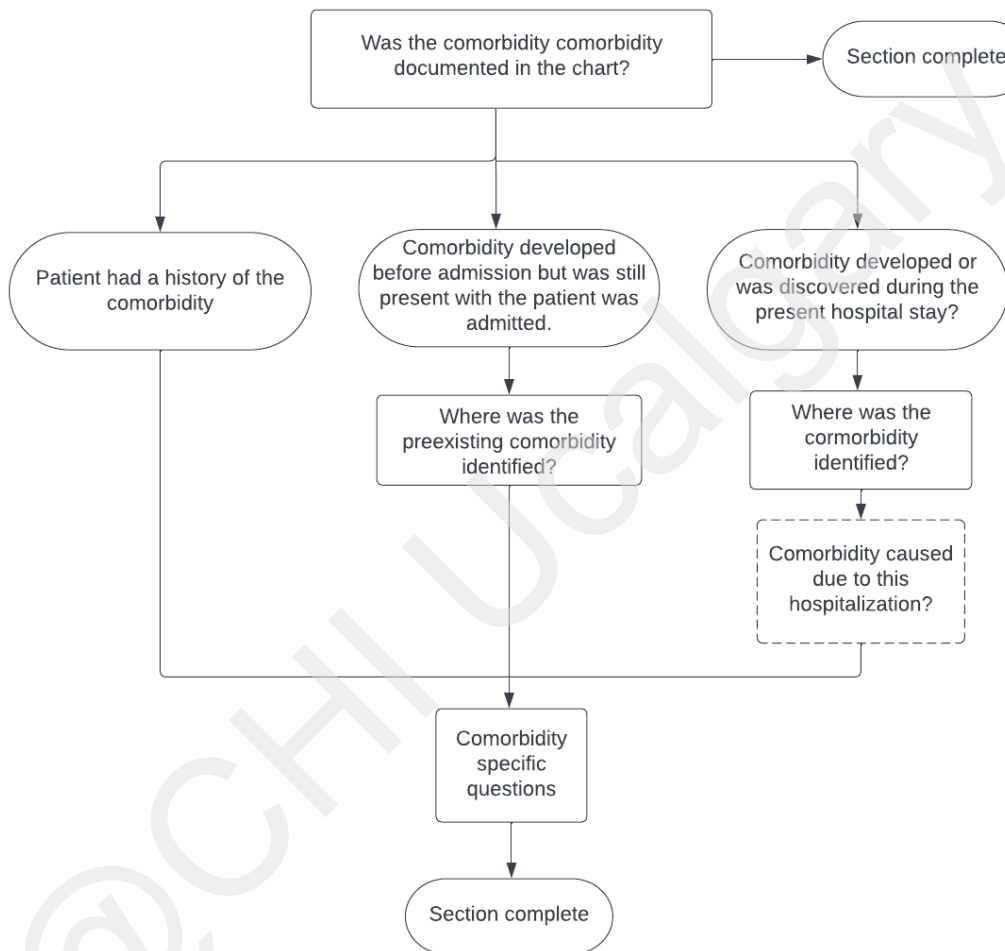 Was the comorbidity comorbidity
documented in the chart?
Section complete
Patient had a history of the
comorbidity
Comorbidity developed
before admission but was still
present with the patient was
admitted.
Comorbidity developed or
was discovered during the
present hospital stay?
Where was the
preexisting comorbidity
identified?
Where was the
cormorbidity
identified?
Comorbidity caused
due to this
hospitalization?
Comorbidity
specific
questions
Section complete
@CHI Ucalgary